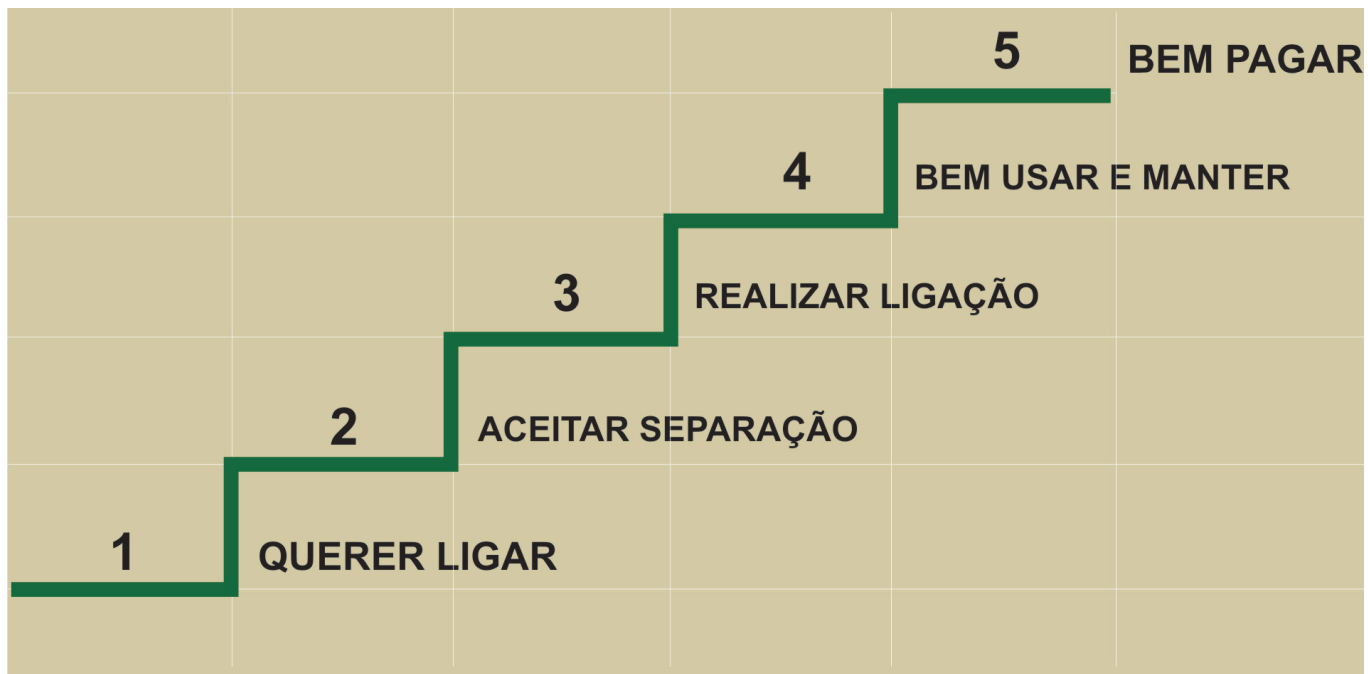 5 BEM PAGAR
4 BEM USAR E MANTER
3 REALIZAR LIGAÇÃO
2 ACEITAR SEPARAÇÃO
1 QUERER LIGAR